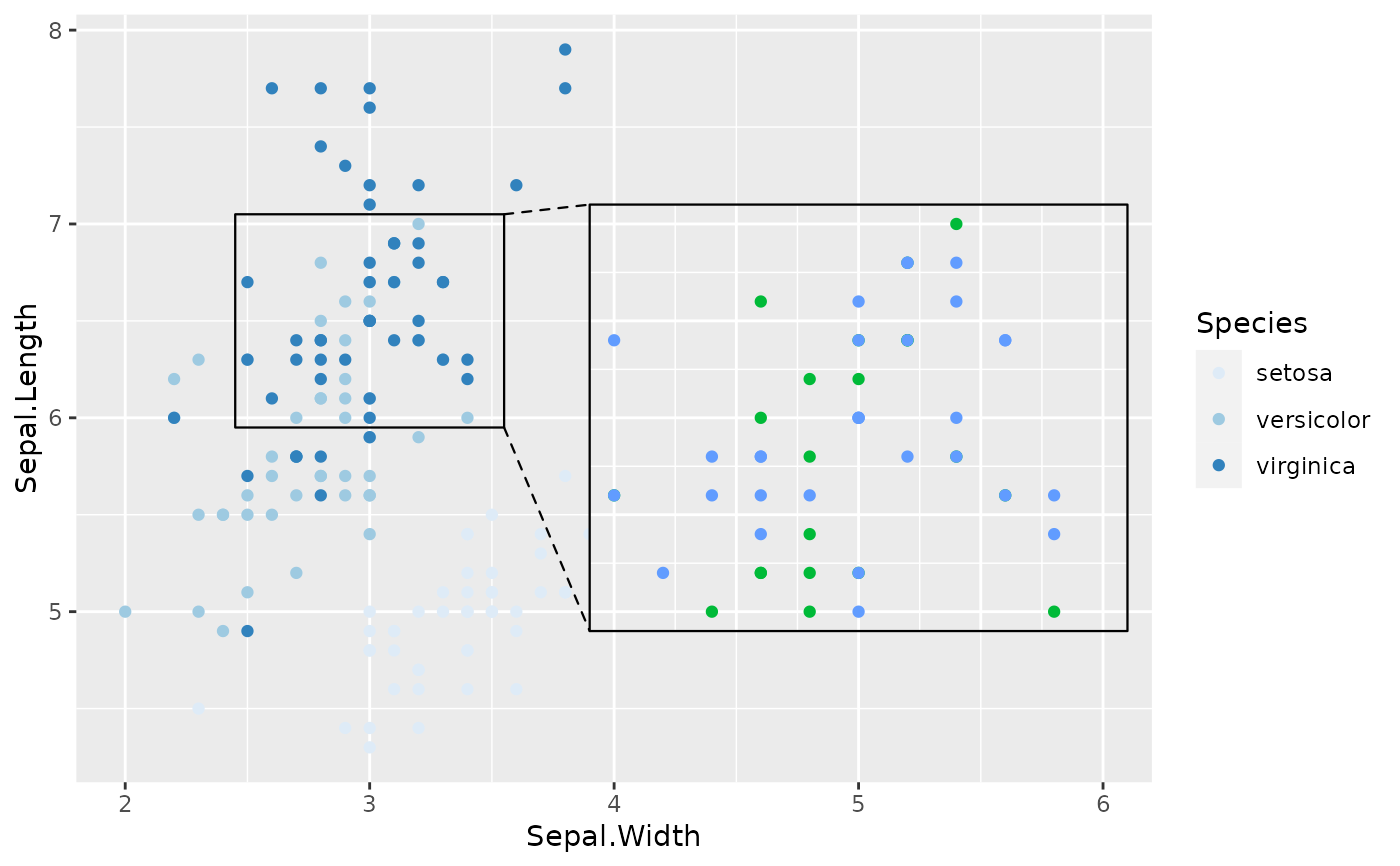 8
7
6
5
2 3 4 5 6
Sepal.Width
Sepal.Length
Species
setosa
versicolor
virginica